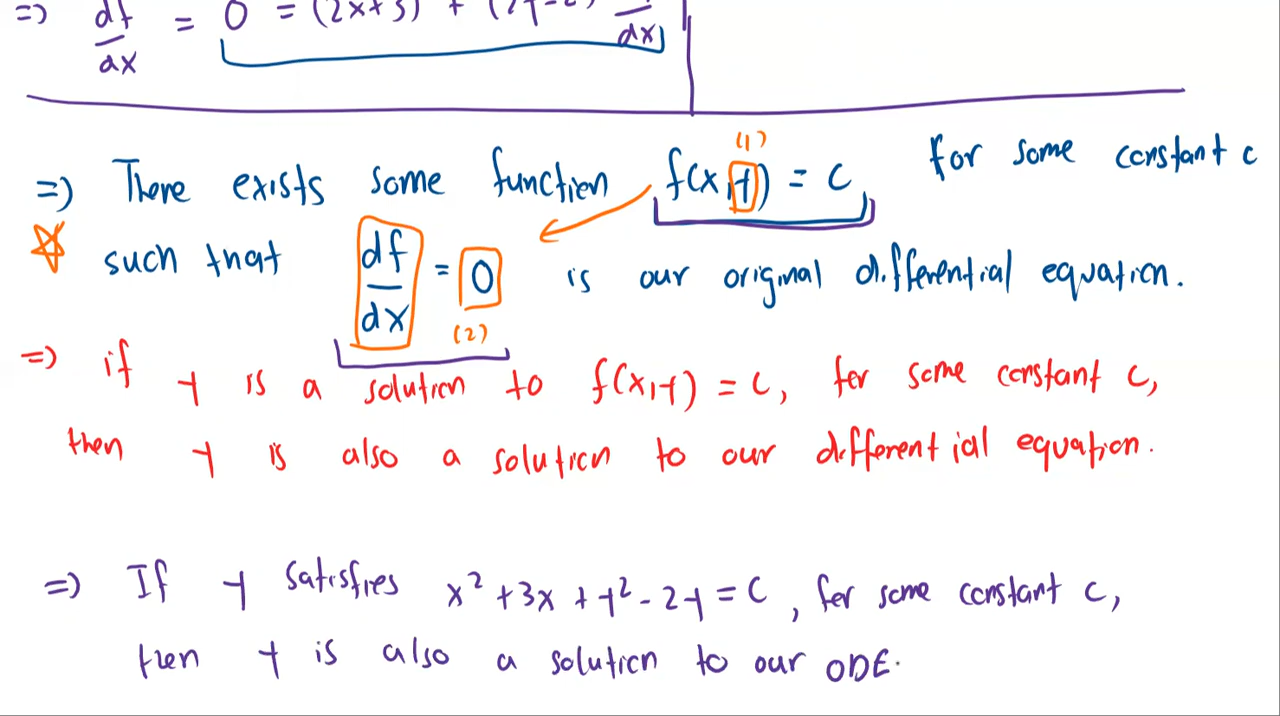 => df/dx = 0 = (2x+3) + (2y-2) dy/dx
(1)
=> There exists some function f(x,y) = c, for some constant c
such that df/dx = 0 is our original differential equation.
(2)
=> if y is a solution to f(x,y) = c, for some constant c,
then y is also a solution to our differential equation.
=> If y satisfies x² + 3x + y² - 2y = c, for some constant c,
then y is also a solution to our ODE.